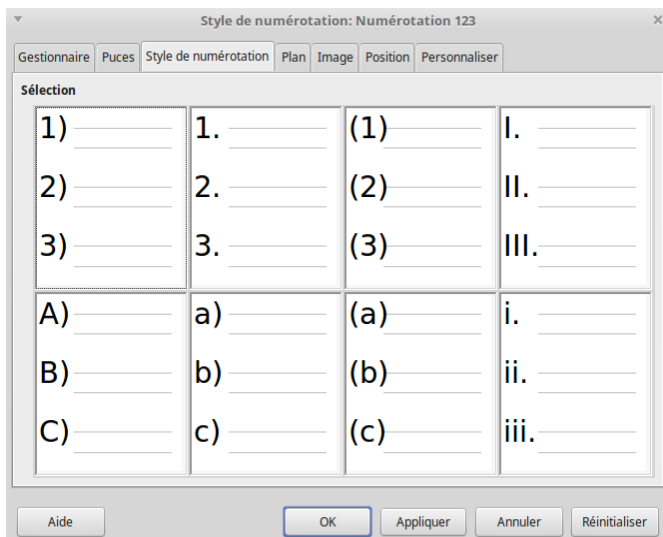 Style de numérotation: Numérotation 123
Gestionnaire Puces Style de numérotation Plan Image Position Personnaliser
Sélection
1) 1. (1) I.
2) 2. (2) II.
3) 3. (3) III.
A) a) (a) i.
B) b) (b) ii.
C) c) (c) iii.
Aide OK Appliquer Annuler Réinitialiser